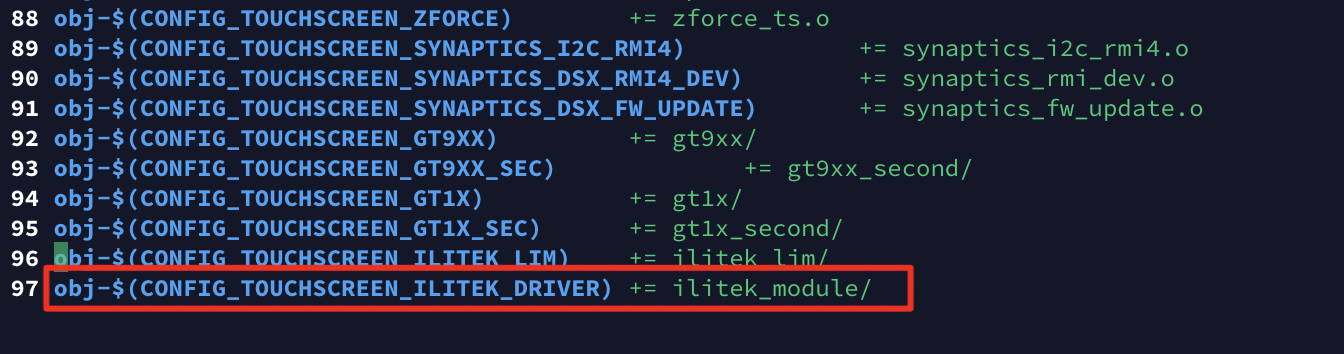 88 obj-$(CONFIG_TOUCHSCREEN_ZFORCE) += zforce_ts.o
89 obj-$(CONFIG_TOUCHSCREEN_SYNAPTICS_I2C_RMI4) += synaptics_i2c_rmi4.o
90 obj-$(CONFIG_TOUCHSCREEN_SYNAPTICS_DSX_RMI4_DEV) += synaptics_rmi_dev.o
91 obj-$(CONFIG_TOUCHSCREEN_SYNAPTICS_DSX_FW_UPDATE) += synaptics_fw_update.o
92 obj-$(CONFIG_TOUCHSCREEN_GT9XX) += gt9xx/
93 obj-$(CONFIG_TOUCHSCREEN_GT9XX_SEC) += gt9xx_second/
94 obj-$(CONFIG_TOUCHSCREEN_GT1X) += gt1x/
95 obj-$(CONFIG_TOUCHSCREEN_GT1X_SEC) += gt1x_second/
96 obj-$(CONFIG_TOUCHSCREEN_ILITEK_LIM) += ilitek_lim/
97 obj-$(CONFIG_TOUCHSCREEN_ILITEK_DRIVER) += ilitek_module/